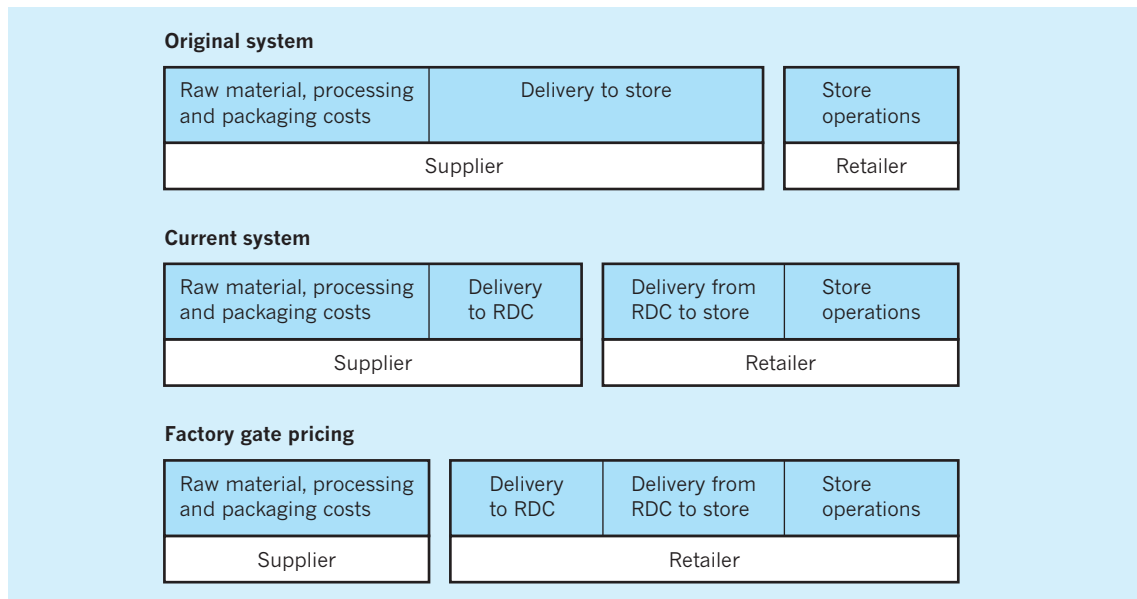 Original system
Raw material, processing
and packaging costs
Delivery to store
Store
operations
Supplier
Retailer
Current system
Raw material, processing
and packaging costs
Delivery
to RDC
Delivery from
RDC to store
Store
operations
Supplier
Retailer
Factory gate pricing
Raw material, processing
and packaging costs
Delivery
to RDC
Delivery from
RDC to store
Store
operations
Supplier
Retailer